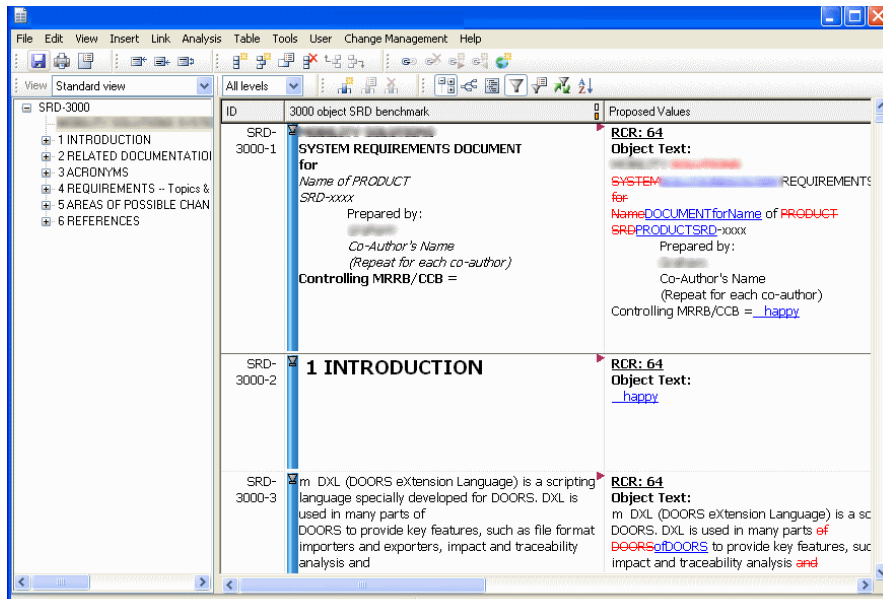 File Edit View Insert Link Analysis Table Tools User Change Management Help
View Standard view All levels
SRD-3000
1 INTRODUCTION
2 RELATED DOCUMENTATIOI
3 ACRONYMS
4 REQUIREMENTS -- Topics &
5 AREAS OF POSSIBLE CHAN
6 REFERENCES
ID 3000 object SRD benchmark Proposed Values
SRD-3000-1
SYSTEM REQUIREMENTS DOCUMENT
for
Name of PRODUCT
SRD-xxxx
Prepared by:
Co-Author's Name
(Repeat for each co-author)
Controlling MRRB/CCB =
RCR: 64
Object Text:
SYSTEM REQUIREMENTS
for
NameDOCUMENTforName of PRODUCT
SRDPRODUCTSRD-xxxx
Prepared by:
Co-Author's Name
(Repeat for each co-author)
Controlling MRRB/CCB = happy
SRD-3000-2
1 INTRODUCTION
RCR: 64
Object Text:
happy
SRD-3000-3
m DXL (DOORS eXtension Language) is a scripting
language specially developed for DOORS. DXL is
used in many parts of
DOORS to provide key features, such as file format
importers and exporters, impact and traceability
analysis and
RCR: 64
Object Text:
m DXL (DOORS eXtension Language) is a sc
DOORS. DXL is used in many parts of
DOORSofDOORS to provide key features, suc
impact and traceability analysis and